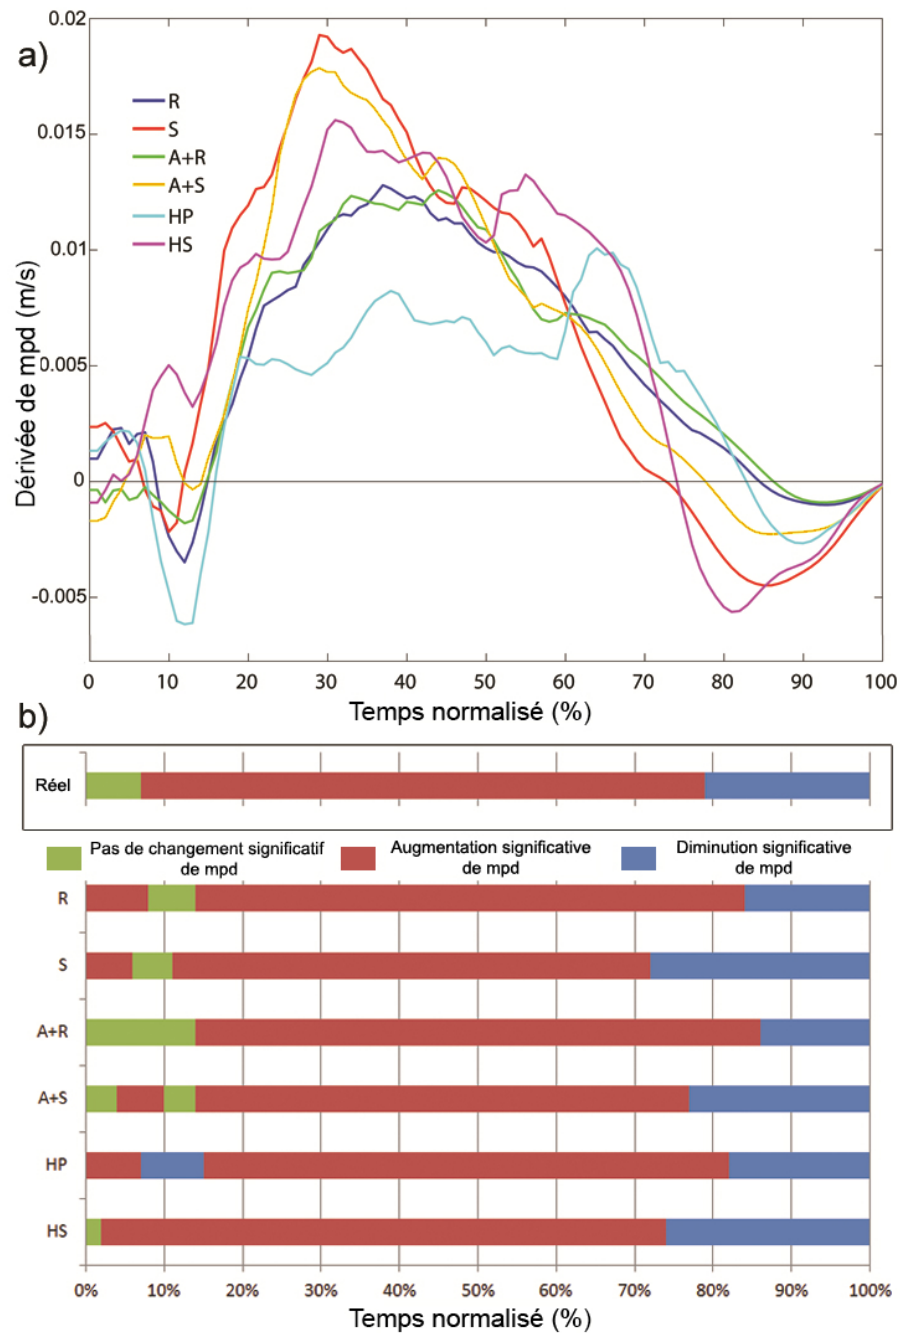 a)
0.02
0.015
0.01
0.005
0
-0.005
Dérivée de mpd (m/s)
R
S
A+R
A+S
HP
HS
0 10 20 30 40 50 60 70 80 90 100
Temps normalisé (%)
b)
Réel
Pas de changement significatif de mpd
Augmentation significative de mpd
Diminution significative de mpd
R
S
A+R
A+S
HP
HS
0% 10% 20% 30% 40% 50% 60% 70% 80% 90% 100%
Temps normalisé (%)